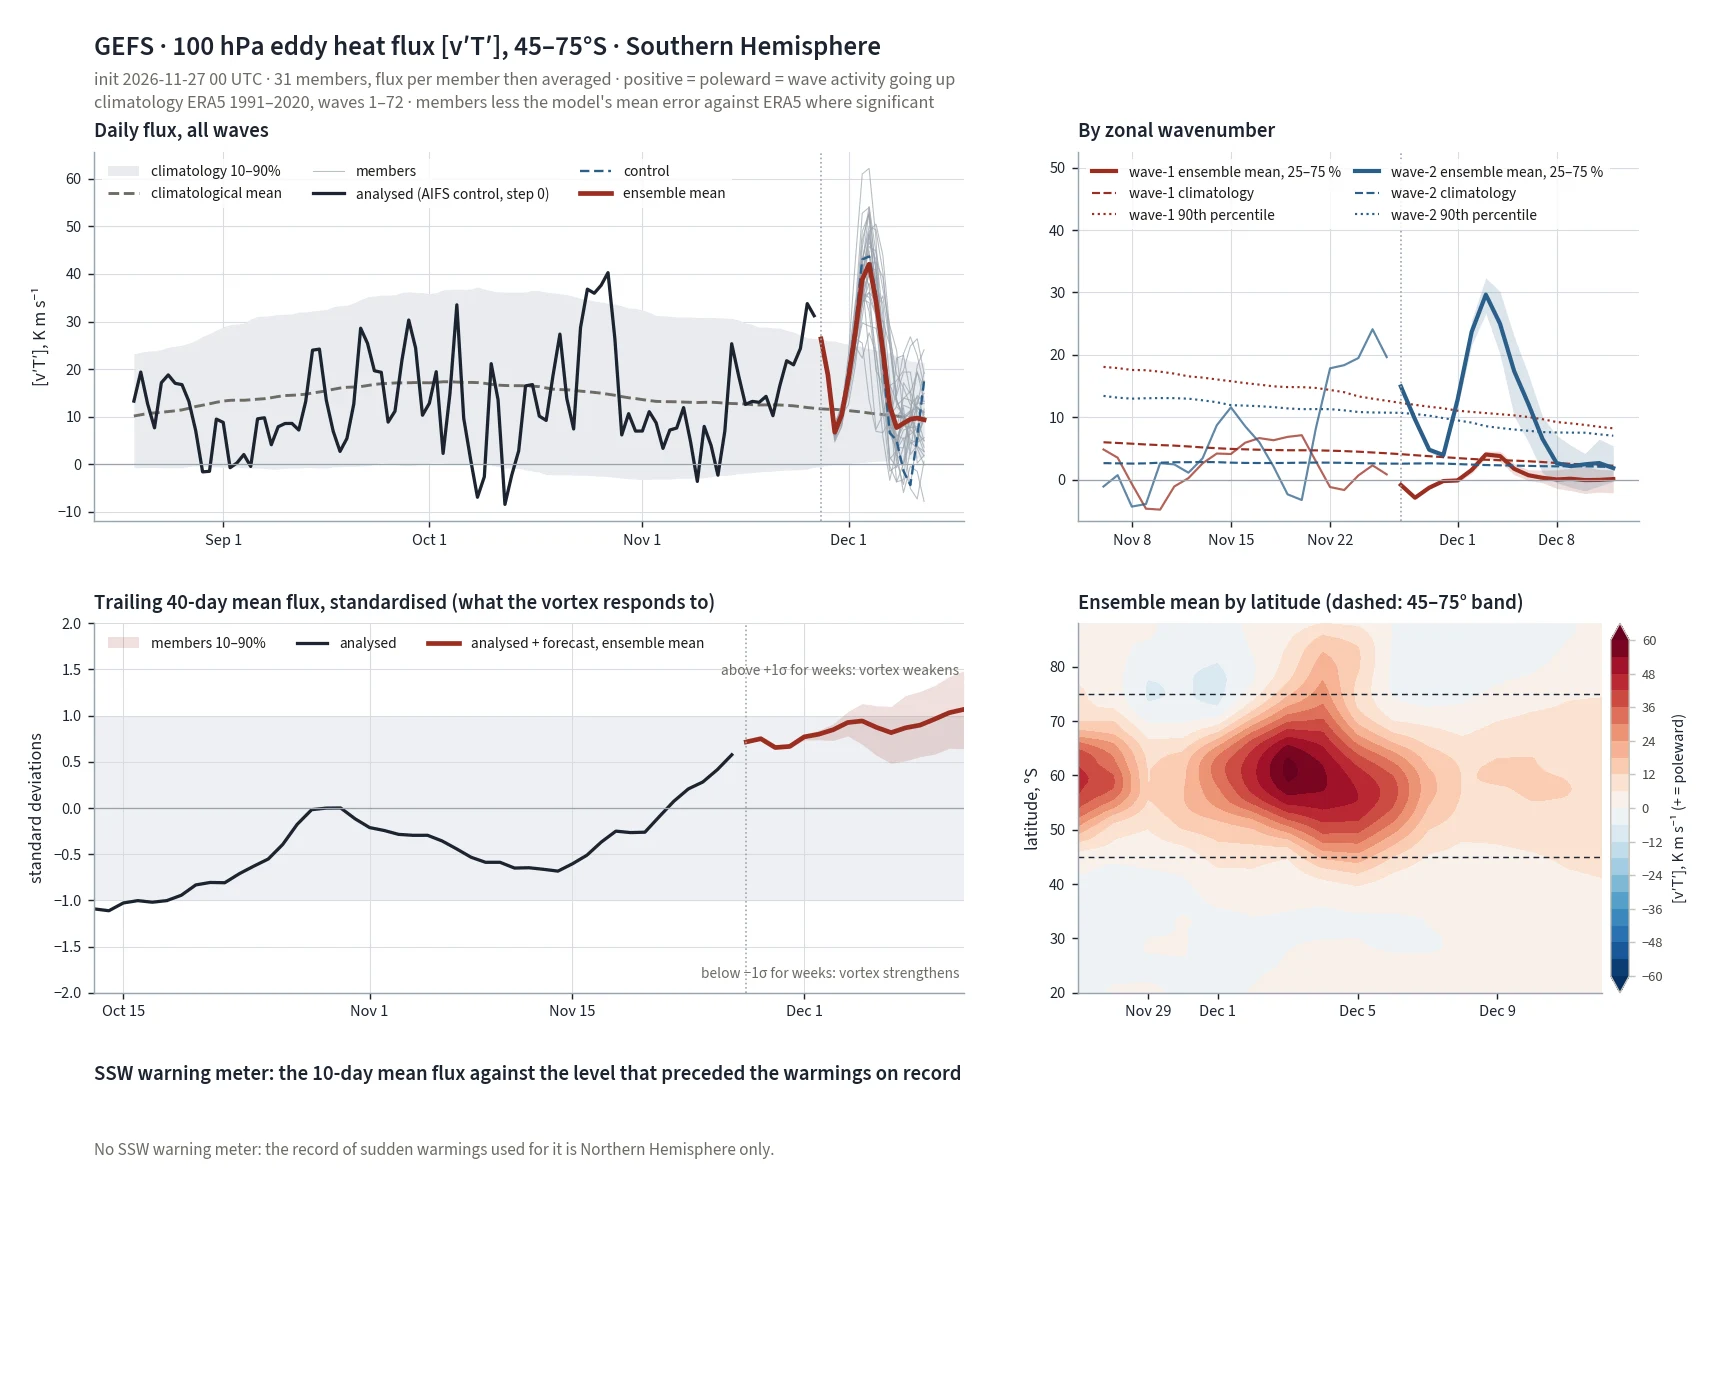 GEFS · 100 hPa eddy heat flux [v′T′], 45–75°S · Southern Hemisphere
init 2026-11-27 00 UTC · 31 members, flux per member then averaged · positive = poleward = wave activity going up
climatology ERA5 1991–2020, waves 1–72 · members less the model's mean error against ERA5 where significant
Daily flux, all waves
climatology 10–90%
members
control
climatological mean
analysed (AIFS control, step 0)
ensemble mean
60
50
40
30
20
10
0
−10
[v′T′], K m s⁻¹
Sep 1
Oct 1
Nov 1
Dec 1
By zonal wavenumber
wave-1 ensemble mean, 25–75 %
wave-2 ensemble mean, 25–75 %
wave-1 climatology
wave-2 climatology
wave-1 90th percentile
wave-2 90th percentile
50
40
30
20
10
0
Nov 8
Nov 15
Nov 22
Dec 1
Dec 8
Trailing 40-day mean flux, standardised (what the vortex responds to)
members 10–90%
analysed
analysed + forecast, ensemble mean
above +1σ for weeks: vortex weakens
below −1σ for weeks: vortex strengthens
2.0
1.5
1.0
0.5
0.0
−0.5
−1.0
−1.5
−2.0
standard deviations
Oct 15
Nov 1
Nov 15
Dec 1
Ensemble mean by latitude (dashed: 45–75° band)
80
70
60
50
40
30
20
latitude, °S
Nov 29
Dec 1
Dec 5
Dec 9
60
48
36
24
12
0
−12
−24
−36
−48
−60
[v′T′], K m s⁻¹ (+ = poleward)
SSW warning meter: the 10-day mean flux against the level that preceded the warmings on record
No SSW warning meter: the record of sudden warmings used for it is Northern Hemisphere only.